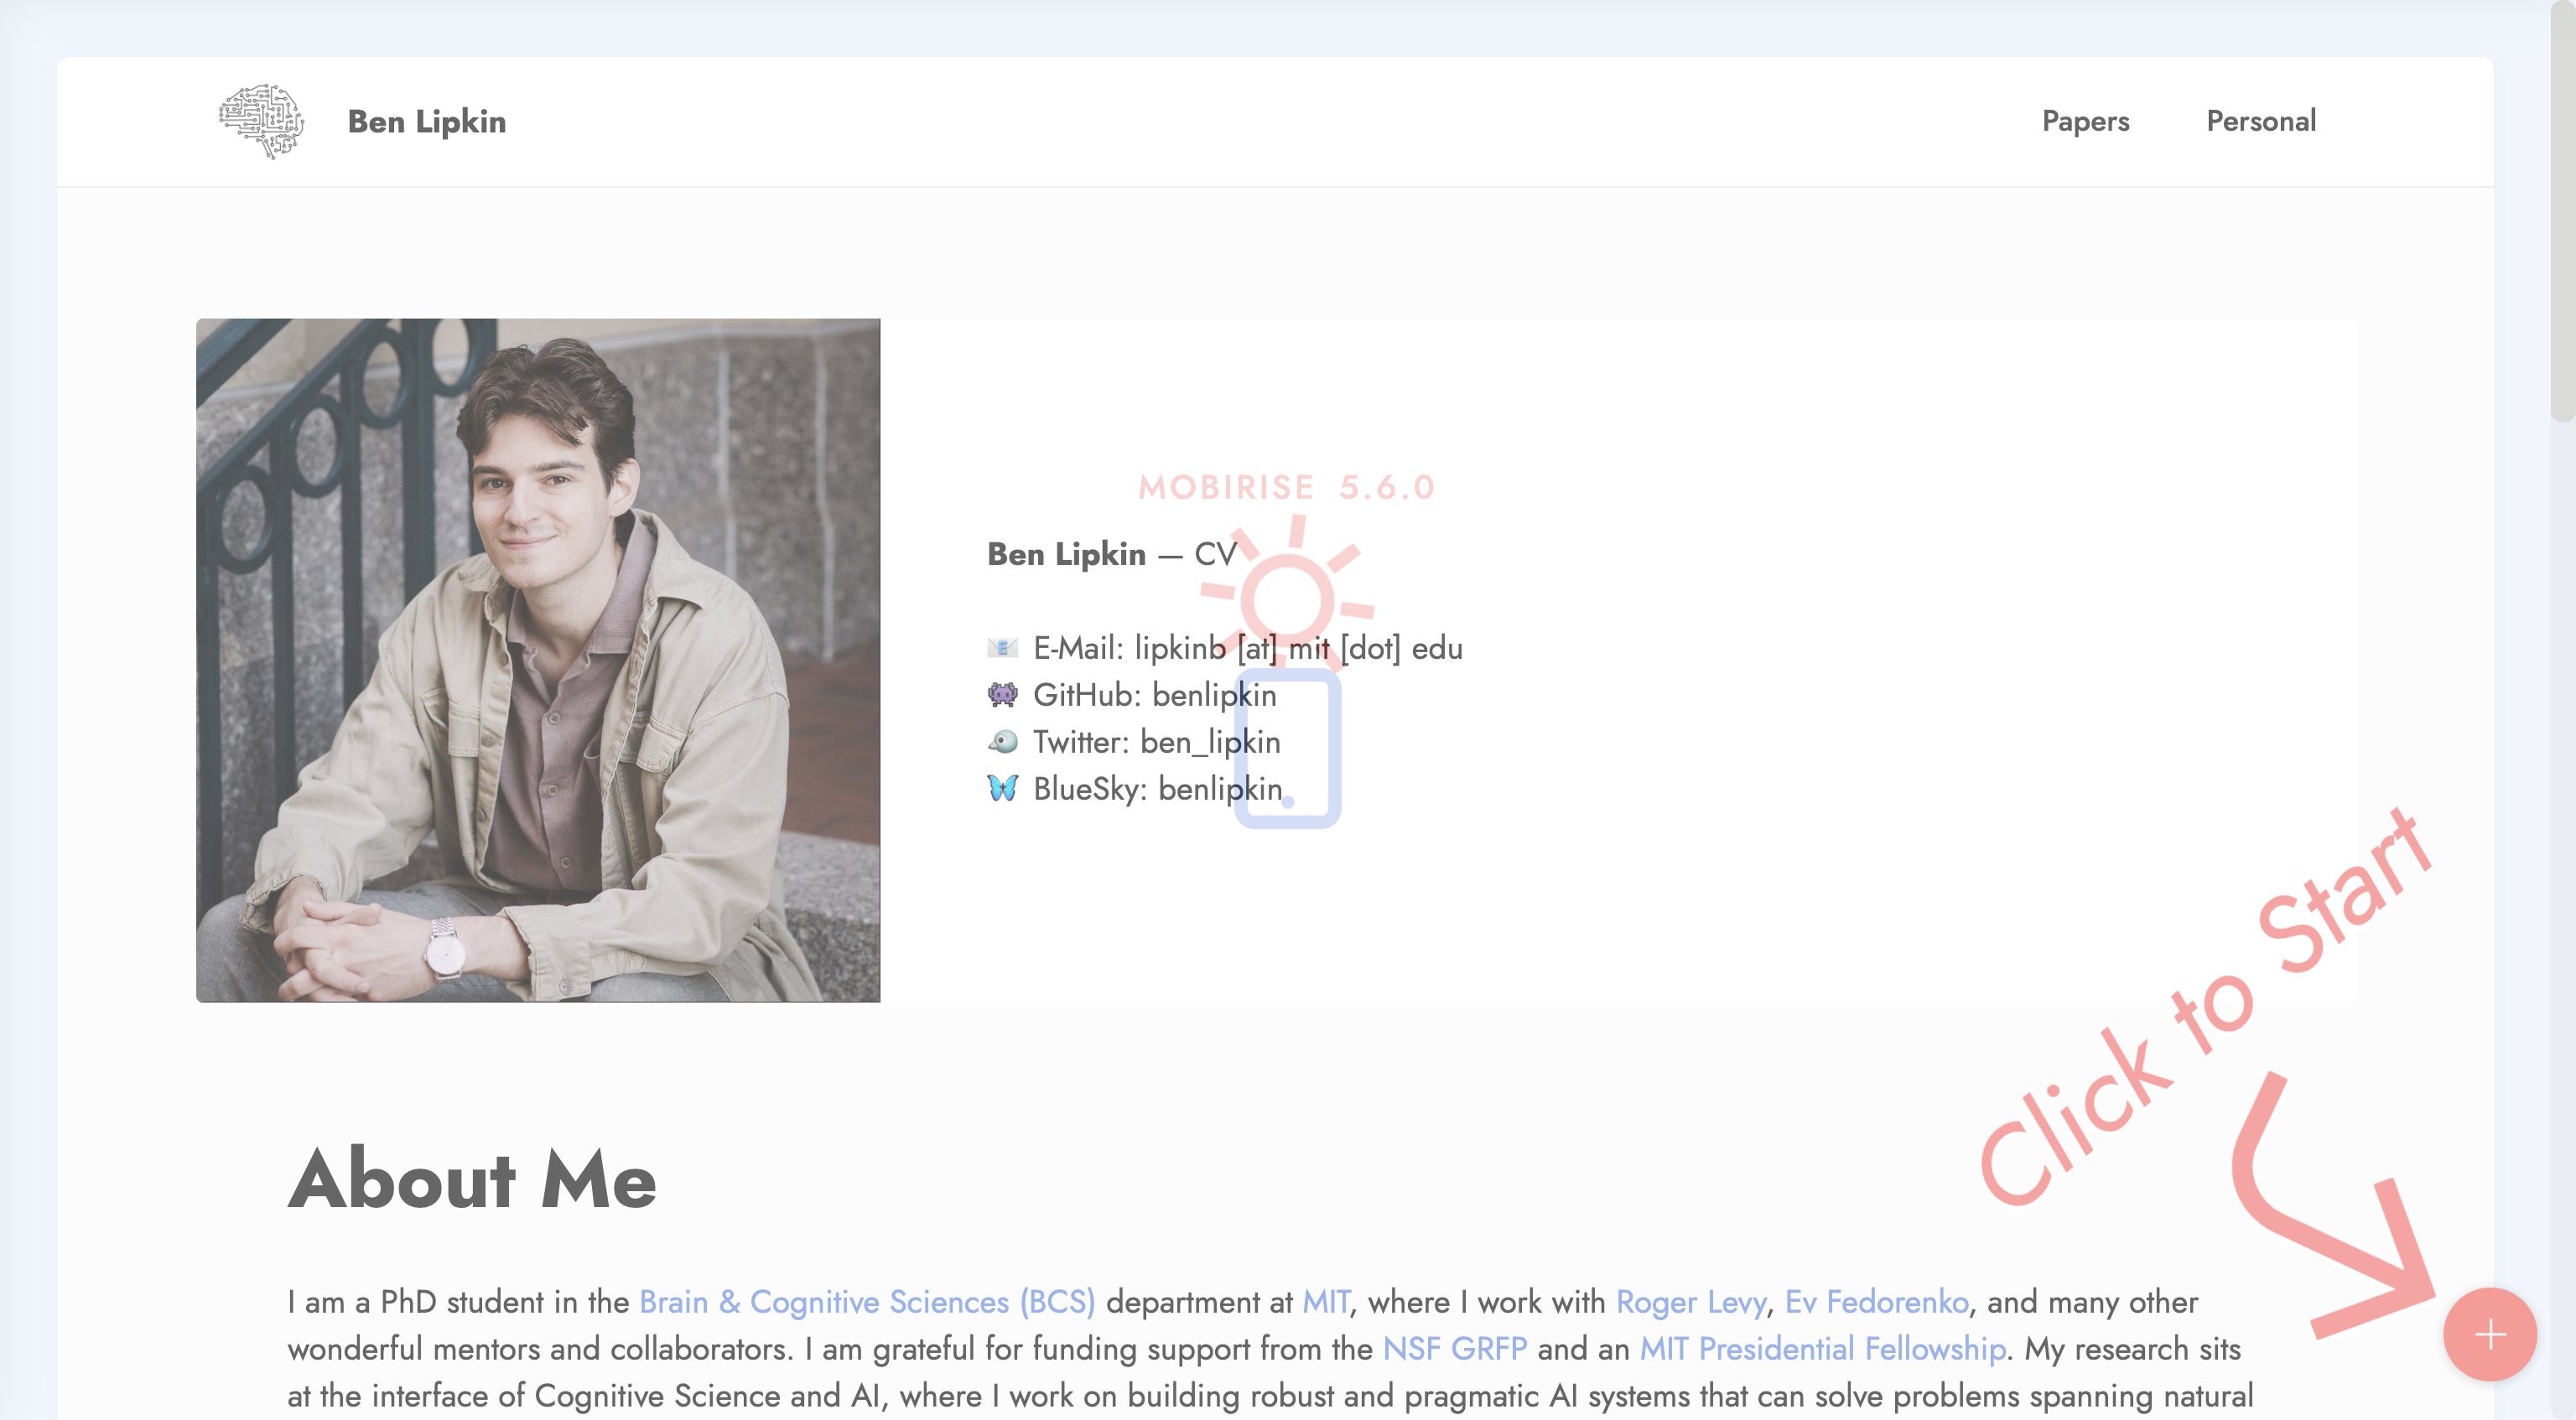 Ben Lipkin
Papers
Personal
MOBIRISE 5.6.0
Ben Lipkin — CV
E-Mail: lipkinb [at] mit [dot] edu
GitHub: benlipkin
Twitter: ben_lipkin
BlueSky: benlipkin
Click to Start
About Me
I am a PhD student in the Brain & Cognitive Sciences (BCS) department at MIT, where I work with Roger Levy, Ev Fedorenko, and many other
wonderful mentors and collaborators. I am grateful for funding support from the NSF GRFP and an MIT Presidential Fellowship. My research sits
at the interface of Cognitive Science and AI, where I work on building robust and pragmatic AI systems that can solve problems spanning natural